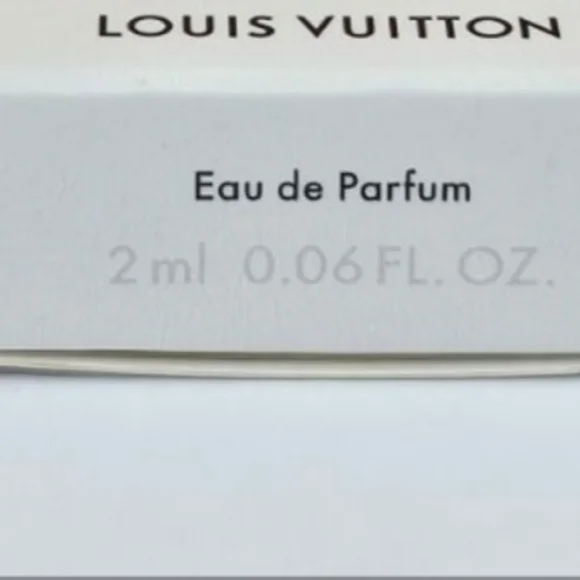 LOUIS VUITTON
Eau de Parfum
2 ml 0.06 FL. OZ.